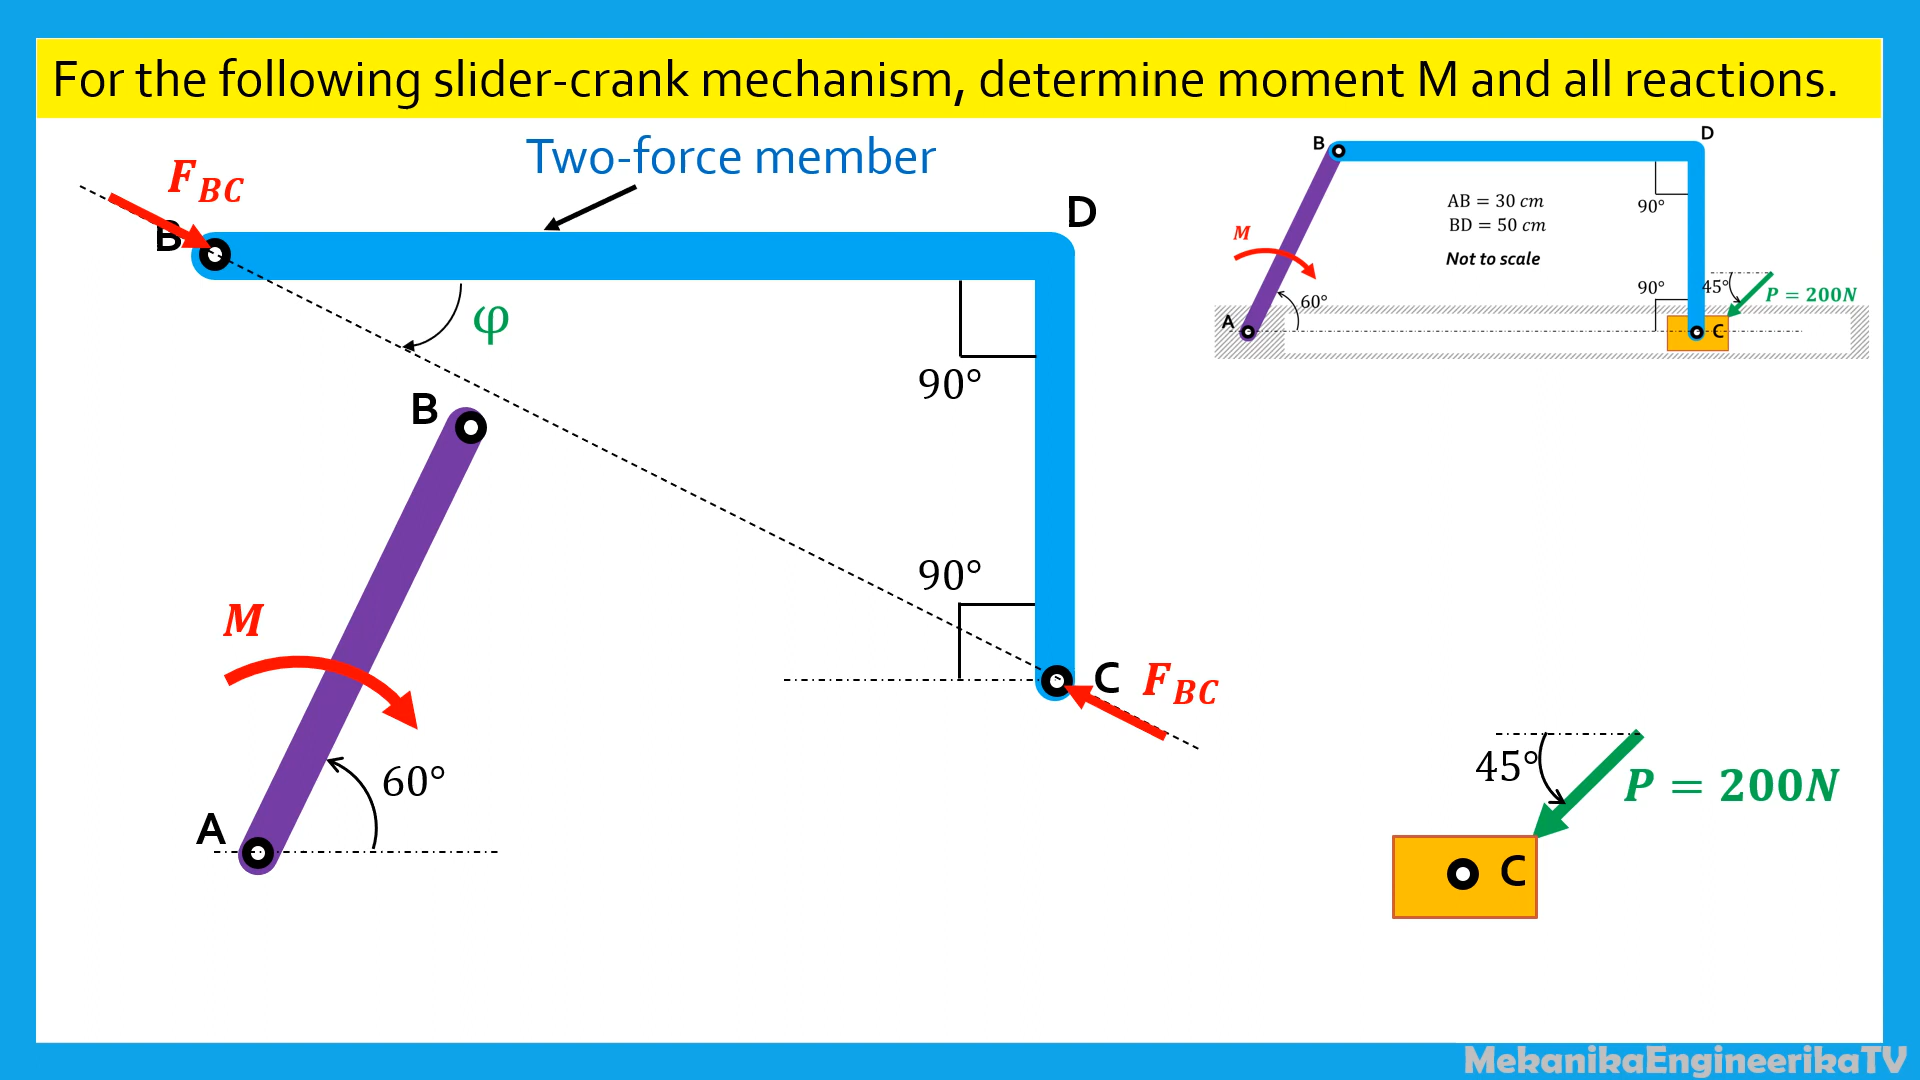 For the following slider-crank mechanism, determine moment M and all reactions.
Two-force member
F_BC
B
D
φ
90°
B
90°
M
C
F_BC
60°
A
B
D
AB = 30 cm
BD = 50 cm
90°
M
Not to scale
90°
45°
P = 200N
60°
A
C
45°
P = 200N
C
MekanikaEngineerikaTV